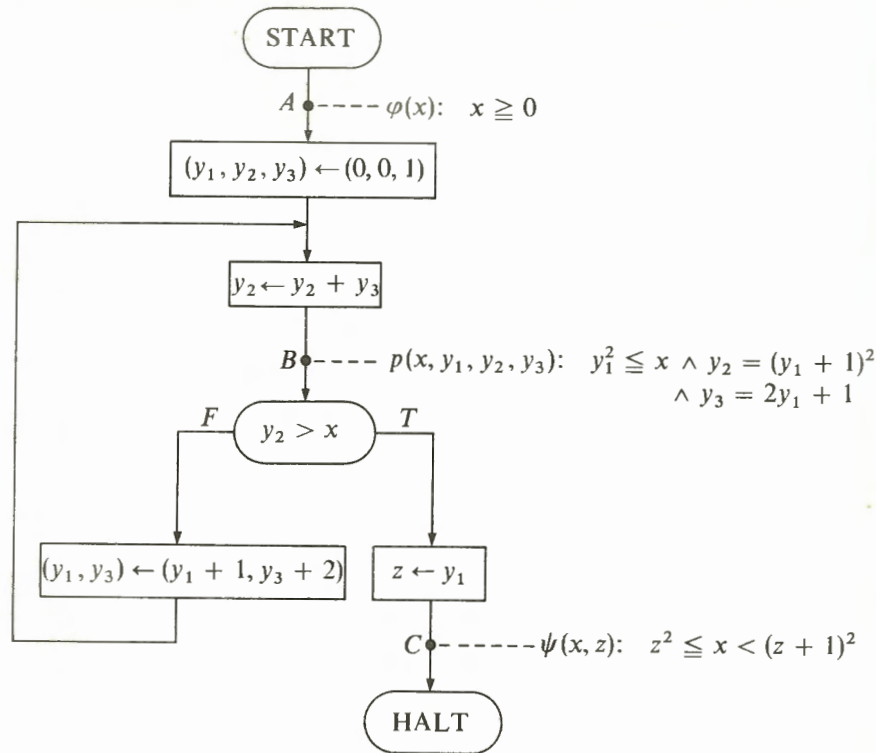 START
A φ(x): x ≧ 0
(y₁, y₂, y₃) ← (0, 0, 1)
y₂ ← y₂ + y₃
B p(x, y₁, y₂, y₃): y₁² ≦ x ∧ y₂ = (y₁ + 1)²
∧ y₃ = 2y₁ + 1
F y₂ > x T
(y₁, y₃) ← (y₁ + 1, y₃ + 2) z ← y₁
C ψ(x, z): z² ≦ x < (z + 1)²
HALT